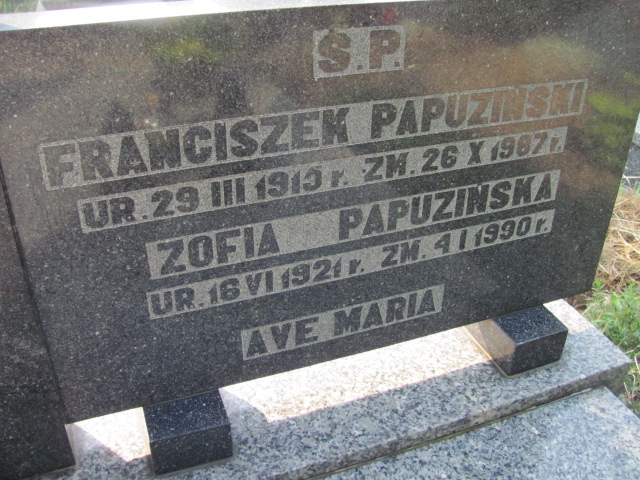 Ś.P.
FRANCISZEK PAPUZIŃSKI
UR. 29 III 1913 r. ZM. 26 X 1987 r.
ZOFIA PAPUZIŃSKA
UR. 16 VI 1921 r. ZM. 4 I 1990 r.
AVE MARIA